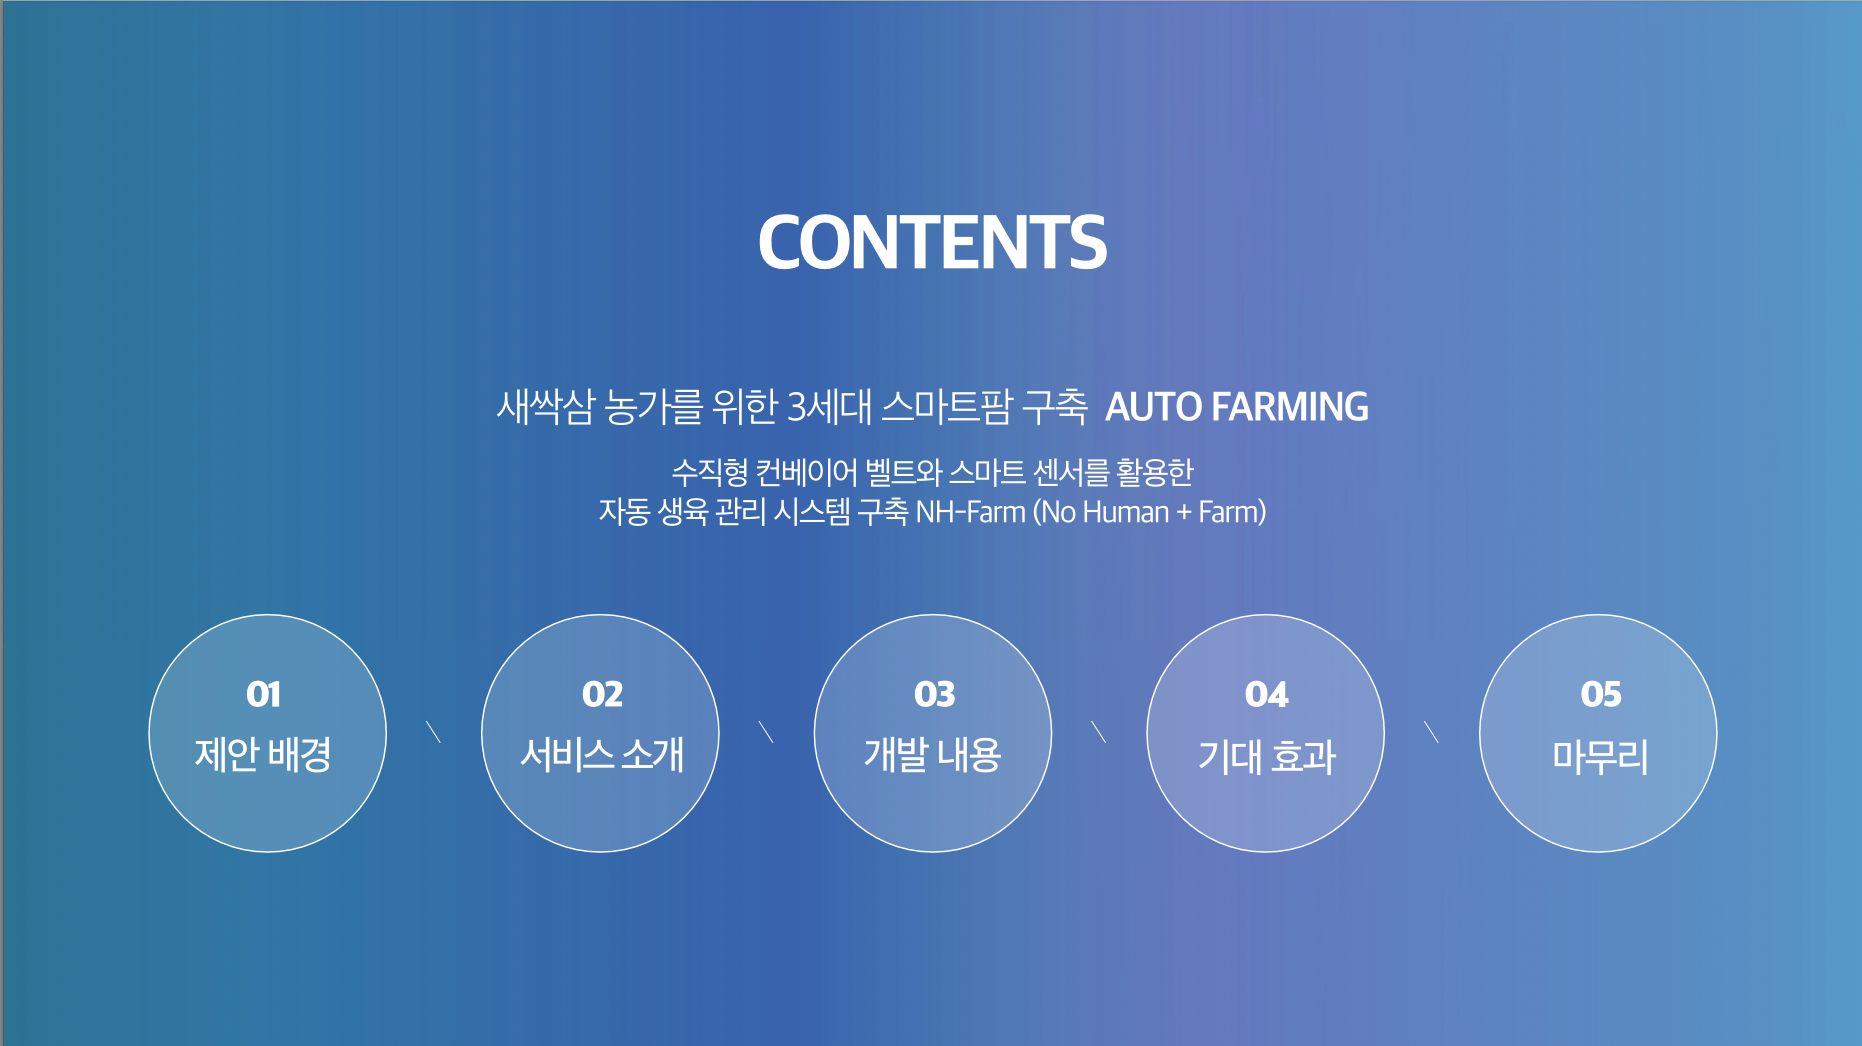 CONTENTS
새싹삼 농가를 위한 3세대 스마트팜 구축 AUTO FARMING
수직형 컨베이어 벨트와 스마트 센서를 활용한
자동 생육 관리 시스템 구축 NH-Farm (No Human + Farm)
01
제안 배경
02
서비스 소개
03
개발 내용
04
기대 효과
05
마무리